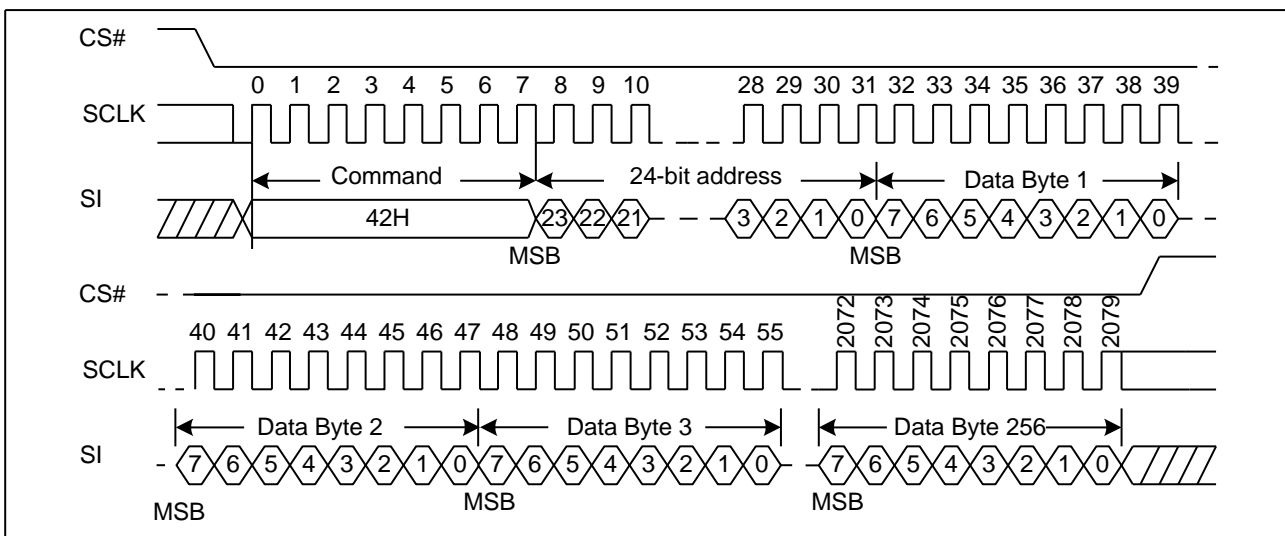 CS#
0 1 2 3 4 5 6 7 8 9 10 28 29 30 31 32 33 34 35 36 37 38 39
SCLK
Command 24-bit address Data Byte 1
SI
42H 23 22 21 3 2 1 0 7 6 5 4 3 2 1 0
MSB MSB
CS#
40 41 42 43 44 45 46 47 48 49 50 51 52 53 54 55 2072 2073 2074 2075 2076 2077 2078 2079
SCLK
Data Byte 2 Data Byte 3 Data Byte 256
SI
7 6 5 4 3 2 1 0 7 6 5 4 3 2 1 0 7 6 5 4 3 2 1 0
MSB MSB MSB